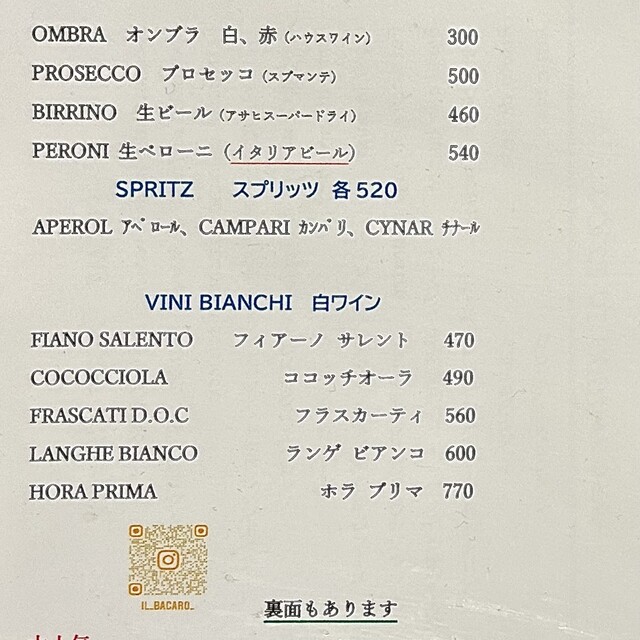 OMBRA オンブラ 白、赤(ハウスワイン) 300
PROSECCO プロセッコ(スプマンテ) 500
BIRRINO 生ビール(アサヒスーパードライ) 460
PERONI 生ペローニ(イタリアビール) 540
SPRITZ スプリッツ 各520
APEROL アペロール、CAMPARI カンパリ、CYNAR チナール
VINI BIANCHI 白ワイン
FIANO SALENTO フィアーノ サレント 470
COCOCCIOLA ココッチオーラ 490
FRASCATI D.O.C フラスカーティ 560
LANGHE BIANCO ランゲ ビアンコ 600
HORA PRIMA ホラ プリマ 770
IL_BACARO_
裏面もあります